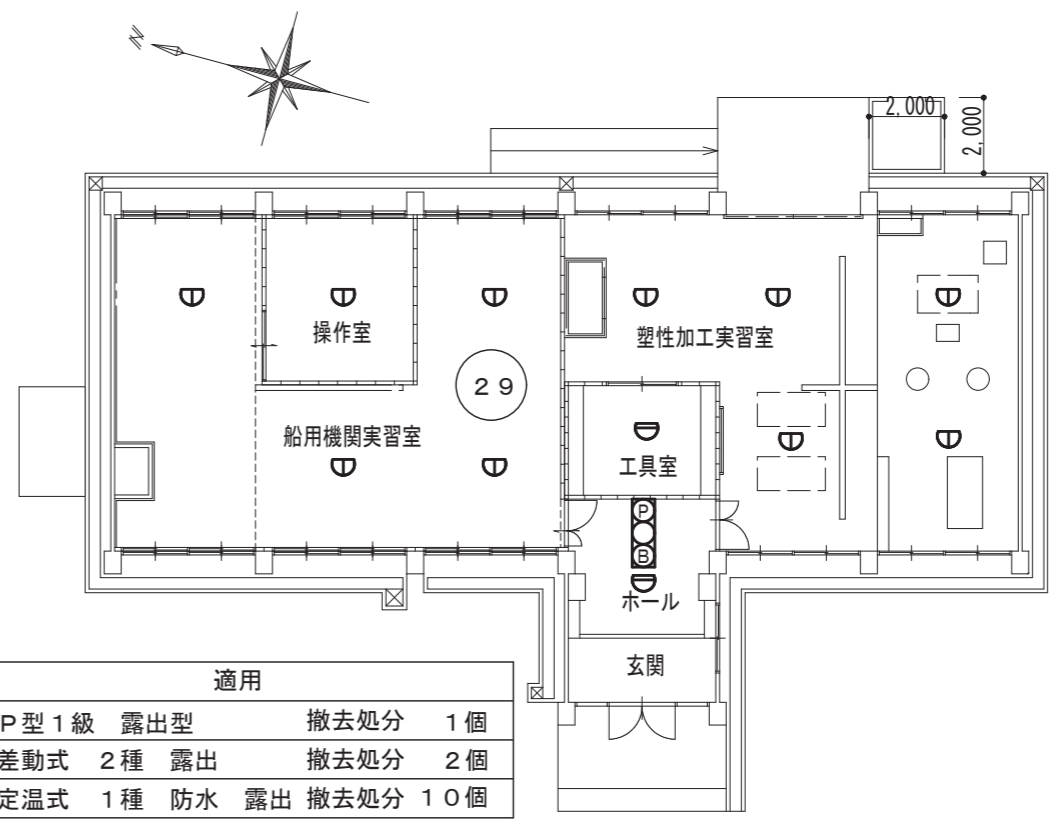 N
2,000
2,000
操作室
塑性加工実習室
29
船用機関実習室
工具室
P
B
ホール
玄関
適用
P型1級 露出型 撤去処分 1個
差動式 2種 露出 撤去処分 2個
定温式 1種 防水 露出 撤去処分 10個